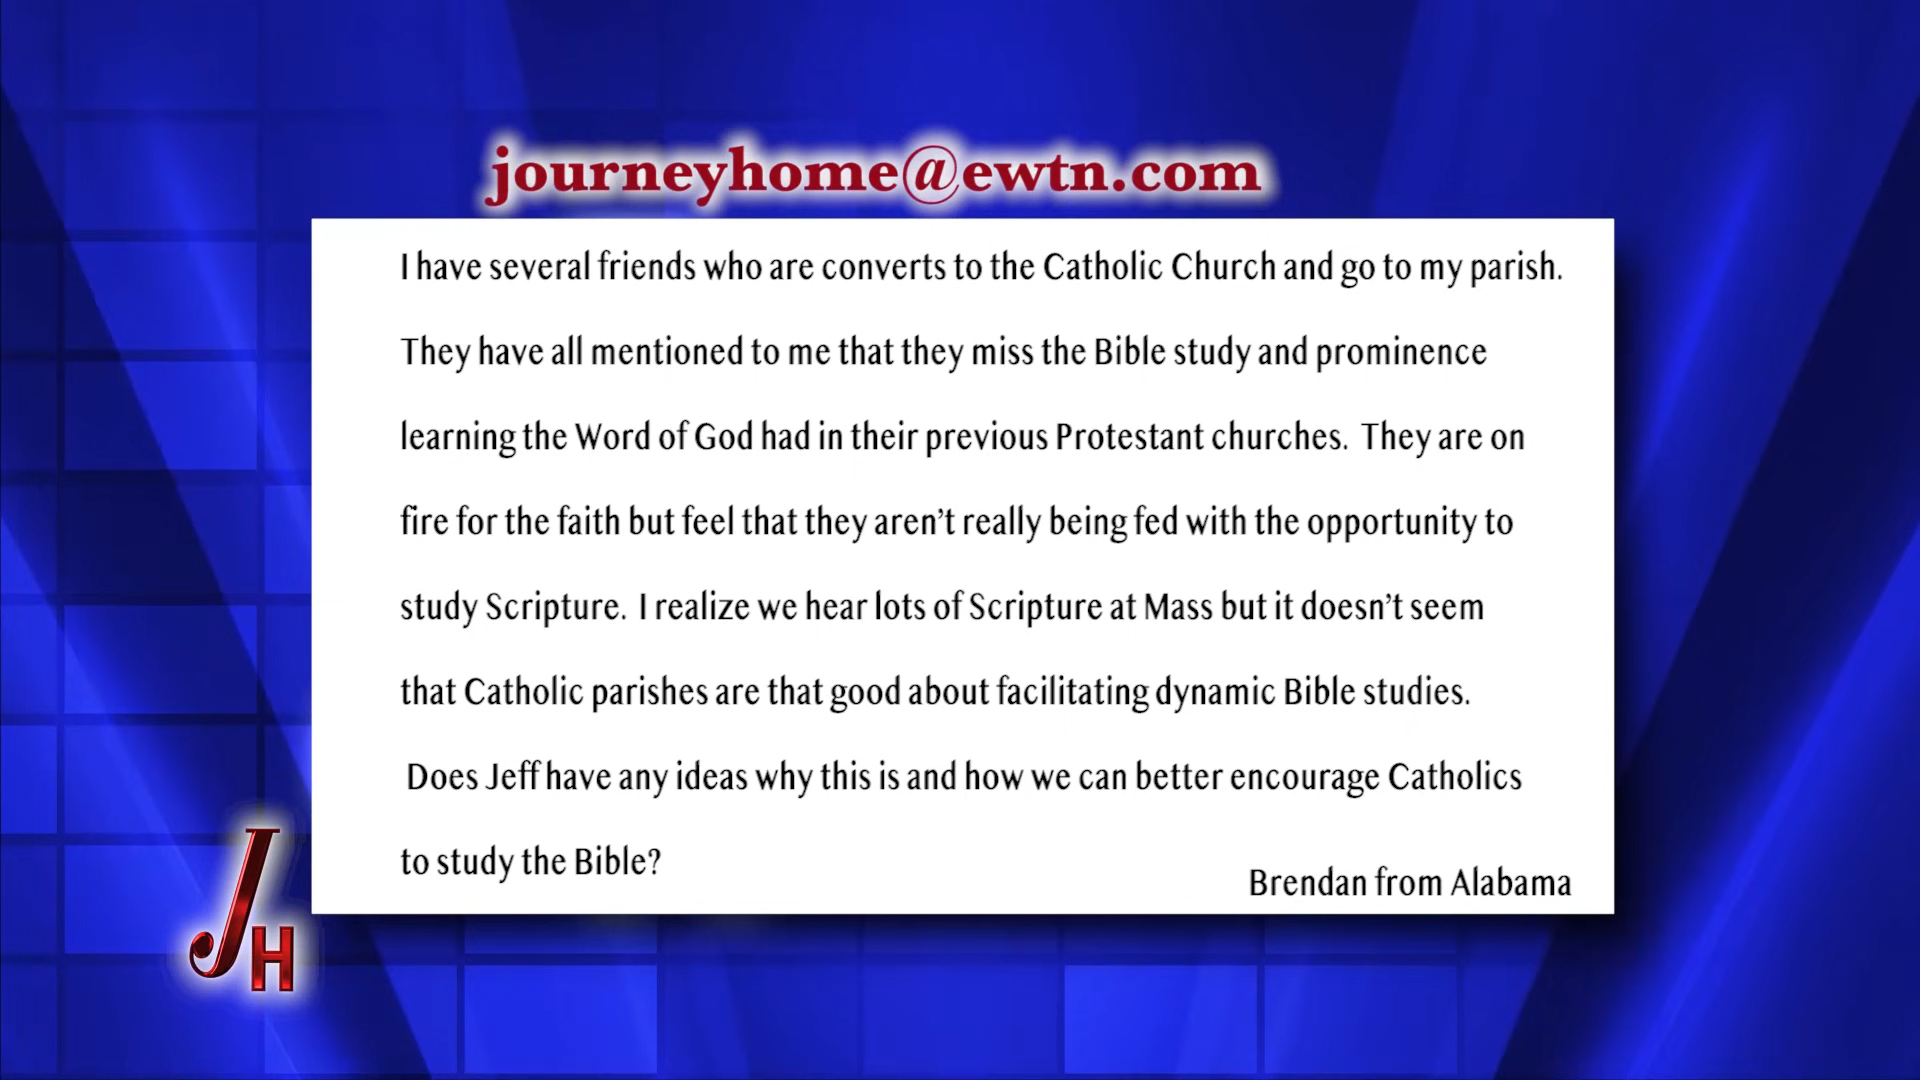 journeyhome@ewtn.com
I have several friends who are converts to the Catholic Church and go to my parish.
They have all mentioned to me that they miss the Bible study and prominence
learning the Word of God had in their previous Protestant churches.  They are on
fire for the faith but feel that they aren’t really being fed with the opportunity to
study Scripture.  I realize we hear lots of Scripture at Mass but it doesn’t seem
that Catholic parishes are that good about facilitating dynamic Bible studies.
Does Jeff have any ideas why this is and how we can better encourage Catholics
to study the Bible?
Brendan from Alabama
JH